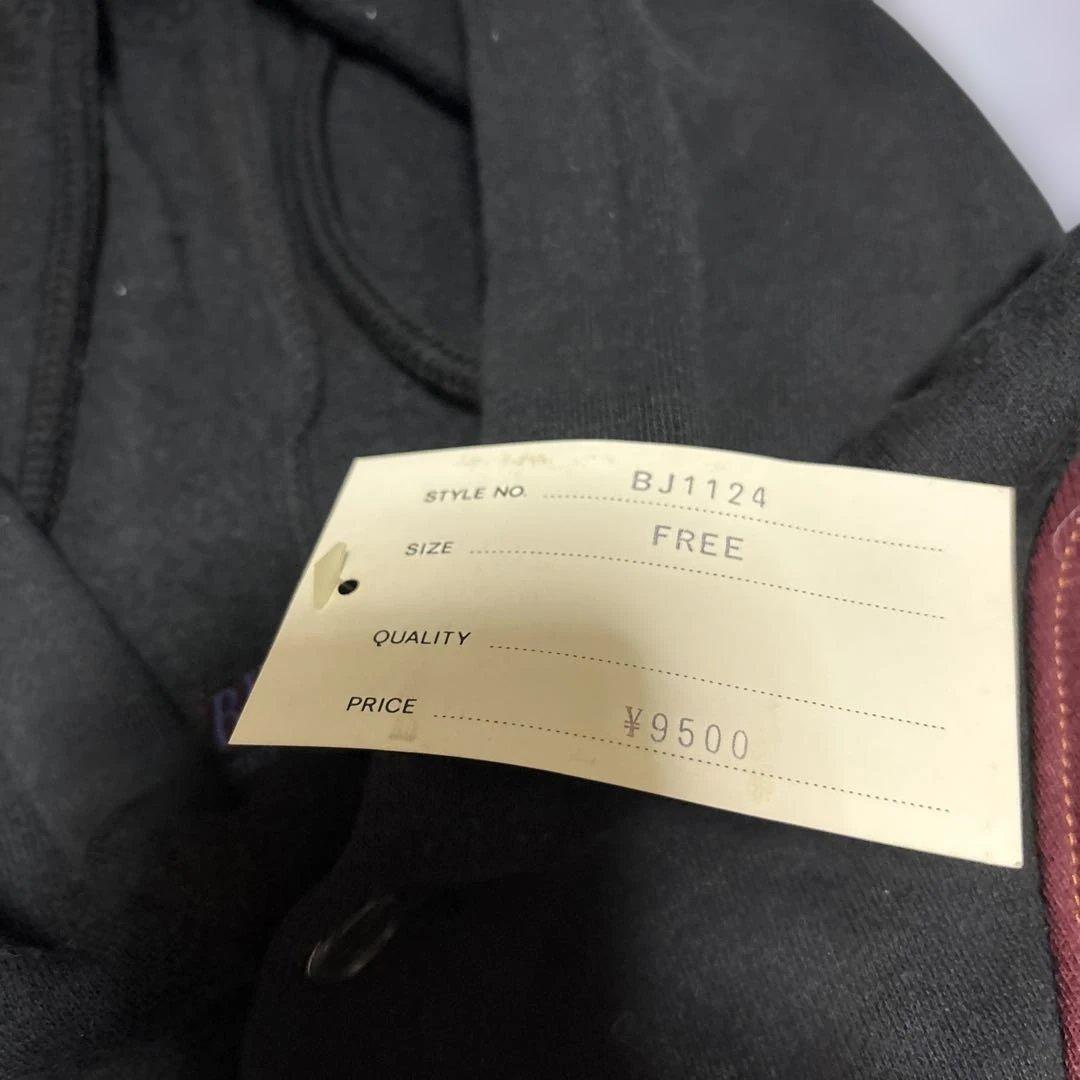 STYLE NO. BJ1124
SIZE FREE
QUALITY
PRICE ¥9500